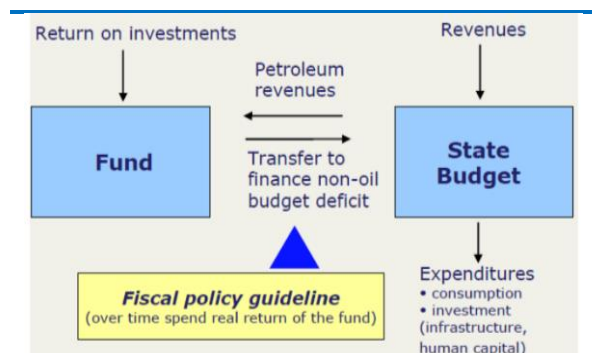 Return on investments
Revenues
Petroleum
revenues
Fund
State
Budget
Transfer to
finance non-oil
budget deficit
Fiscal policy guideline
(over time spend real return of the fund)
Expenditures
• consumption
• investment
(infrastructure,
human capital)